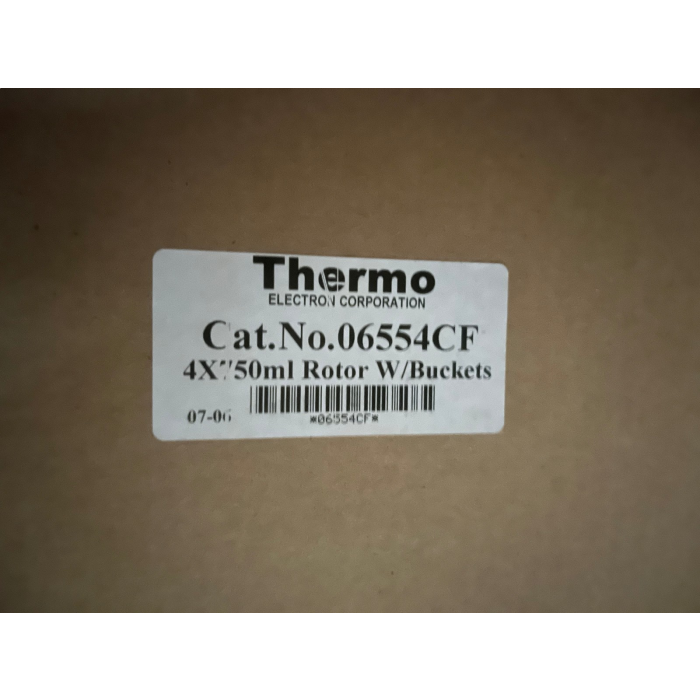 Thermo
ELECTRON CORPORATION
Cat.No.06554CF
4X750ml Rotor W/Buckets
07-06
*06554CF*